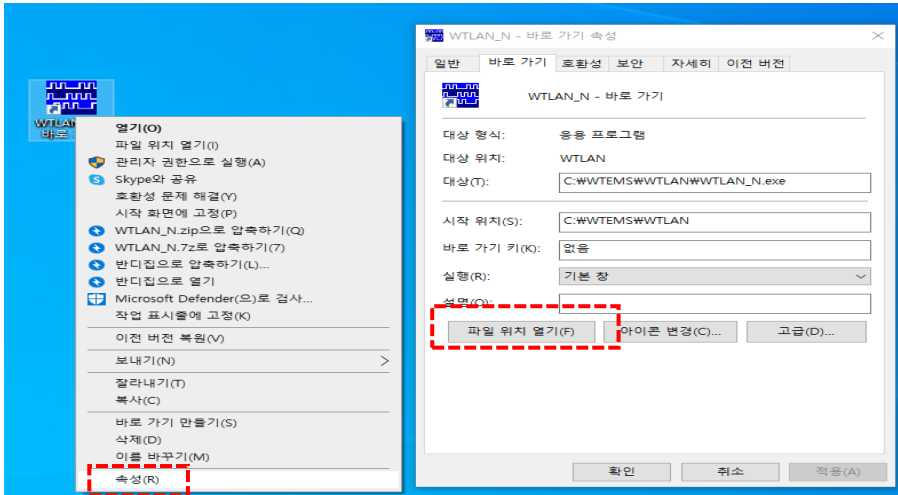 WTLAN
바로
열기(O)
파일 위치 열기(I)
관리자 권한으로 실행(A)
Skype와 공유
호환성 문제 해결(Y)
시작 화면에 고정(P)
WTLAN_N.zip으로 압축하기(Q)
WTLAN_N.7z로 압축하기(7)
반디집으로 압축하기(L)...
반디집으로 열기
Microsoft Defender(으)로 검사...
작업 표시줄에 고정(K)
이전 버전 복원(V)
보내기(N)
잘라내기(T)
복사(C)
바로 가기 만들기(S)
삭제(D)
이름 바꾸기(M)
속성(R)
WTLAN_N - 바로 가기 속성
일반 바로 가기 호환성 보안 자세히 이전 버전
WTLAN_N - 바로 가기
대상 형식: 응용 프로그램
대상 위치: WTLAN
대상(T): C:₩WTEMS₩WTLAN₩WTLAN_N.exe
시작 위치(S): C:₩WTEMS₩WTLAN
바로 가기 키(K): 없음
실행(R): 기본 창
설명(O):
파일 위치 열기(F) 아이콘 변경(C)... 고급(D)...
확인 취소 적용(A)